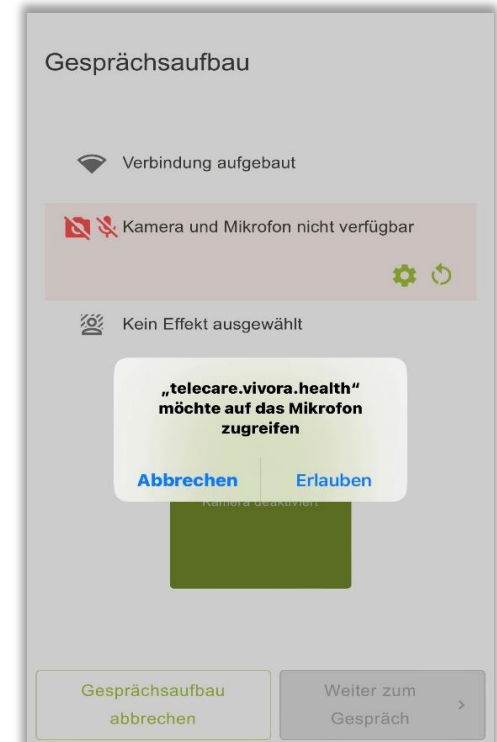 Gesprächsaufbau
Verbindung aufgebaut
Kamera und Mikrofon nicht verfügbar
Kein Effekt ausgewählt
„telecare.vivora.health“
möchte auf das Mikrofon
zugreifen
Abbrechen
Erlauben
Kamera deaktiviert
Gesprächsaufbau
abbrechen
Weiter zum
Gespräch